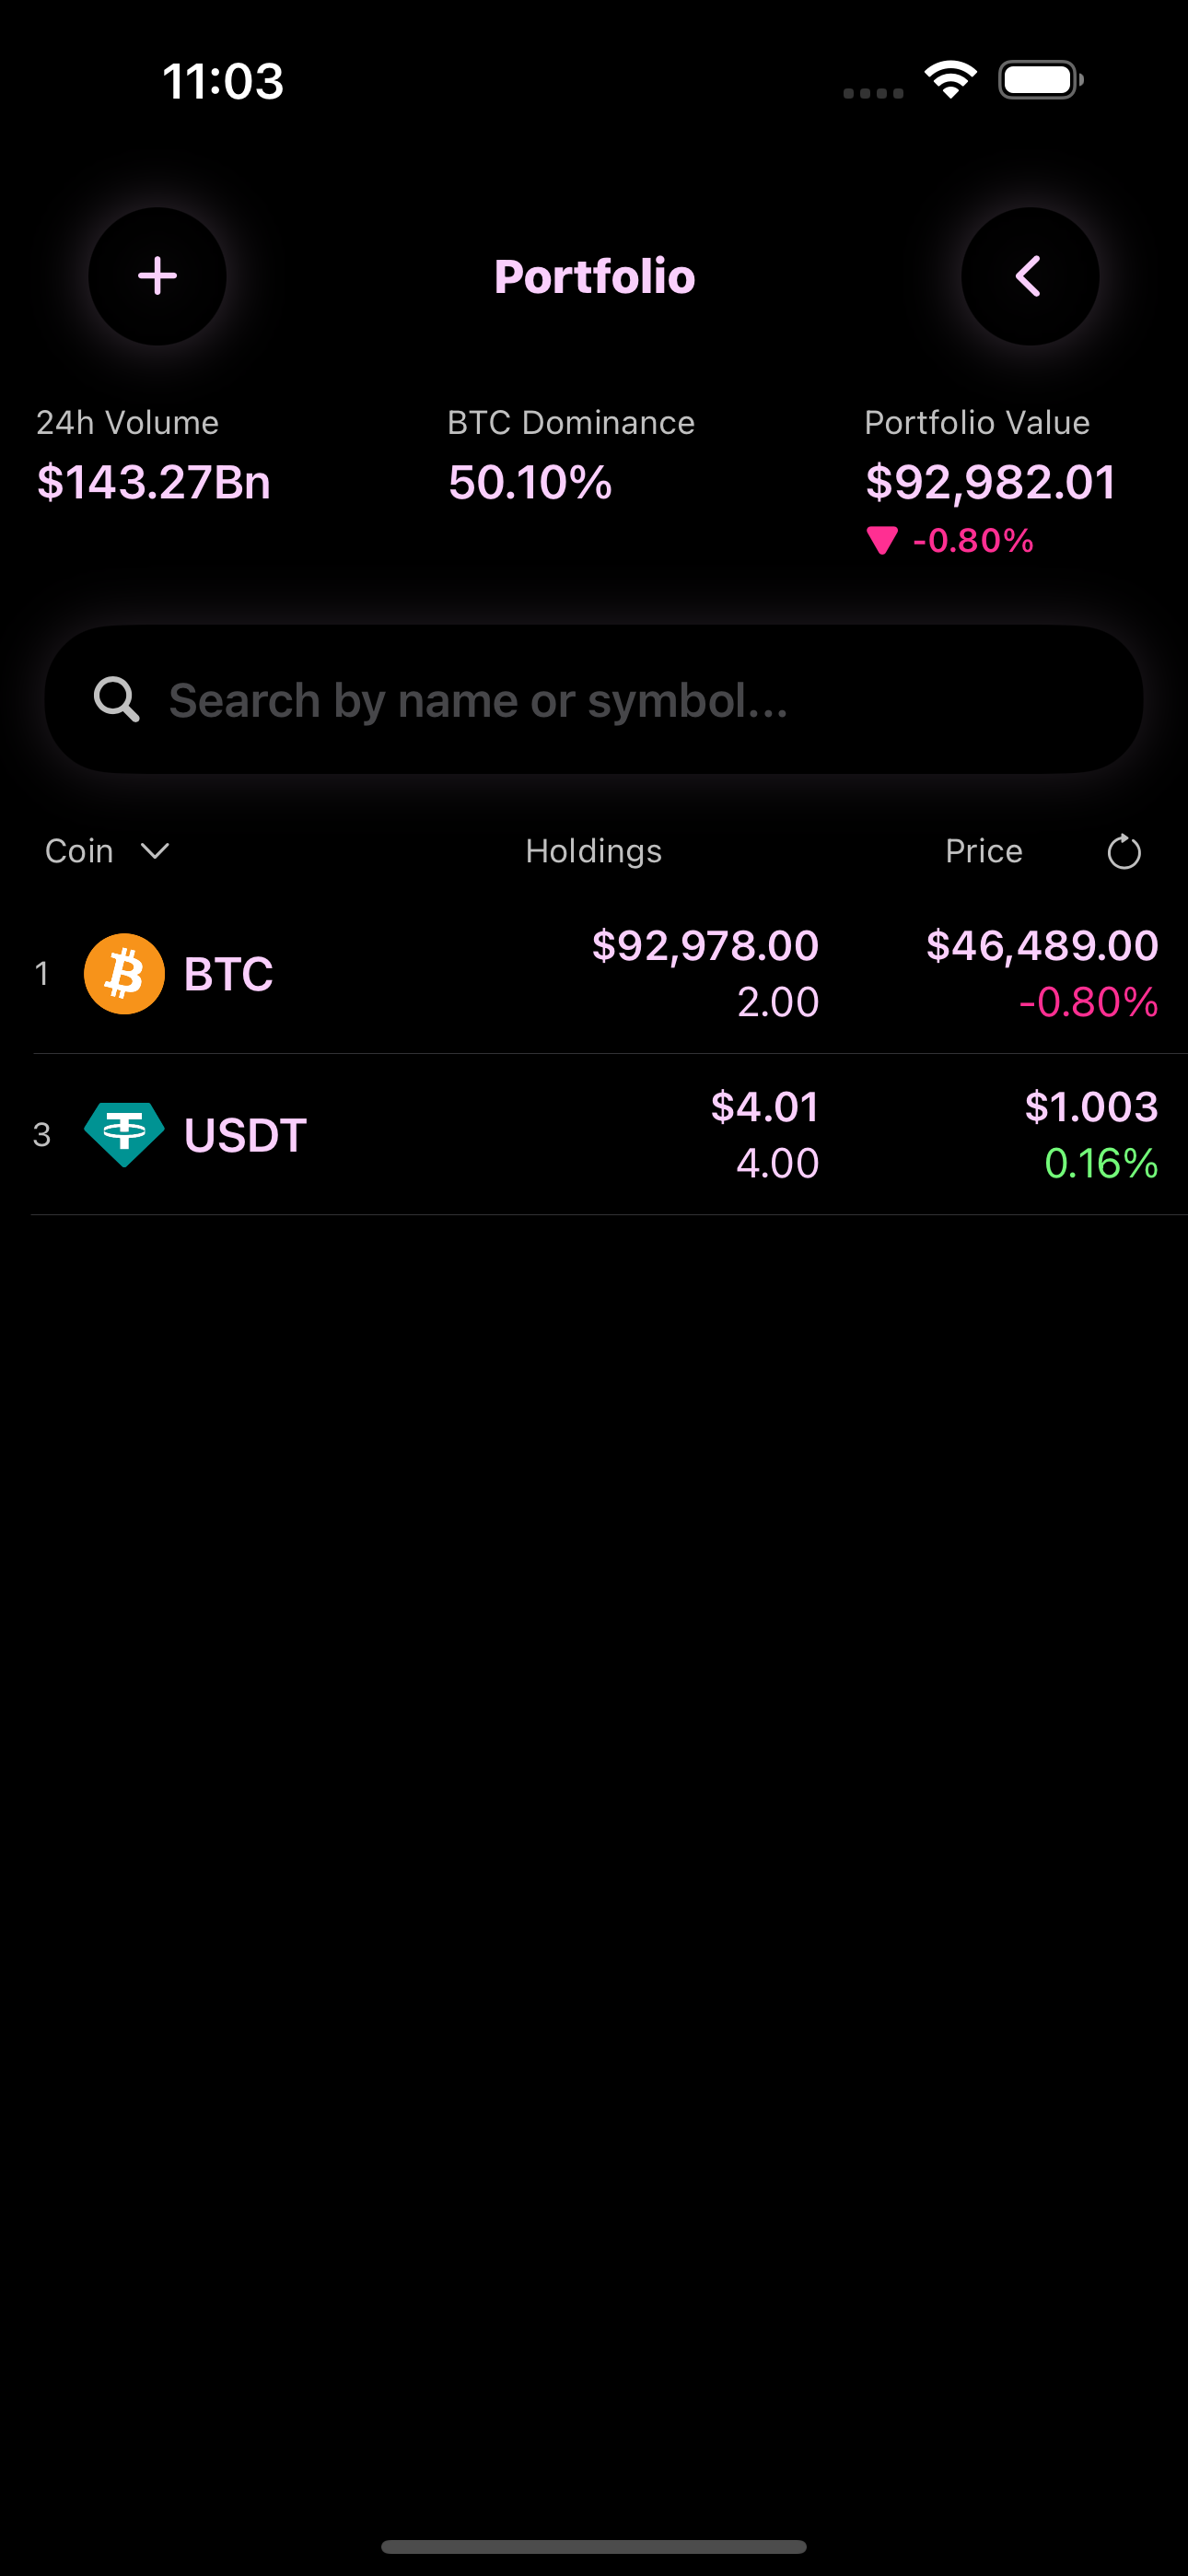 11:03
Portfolio
24h Volume BTC Dominance Portfolio Value
$143.27Bn 50.10% $92,982.01
-0.80%
Search by name or symbol...
Coin Holdings Price
1 BTC $92,978.00 $46,489.00
2.00 -0.80%
3 USDT $4.01 $1.003
4.00 0.16%